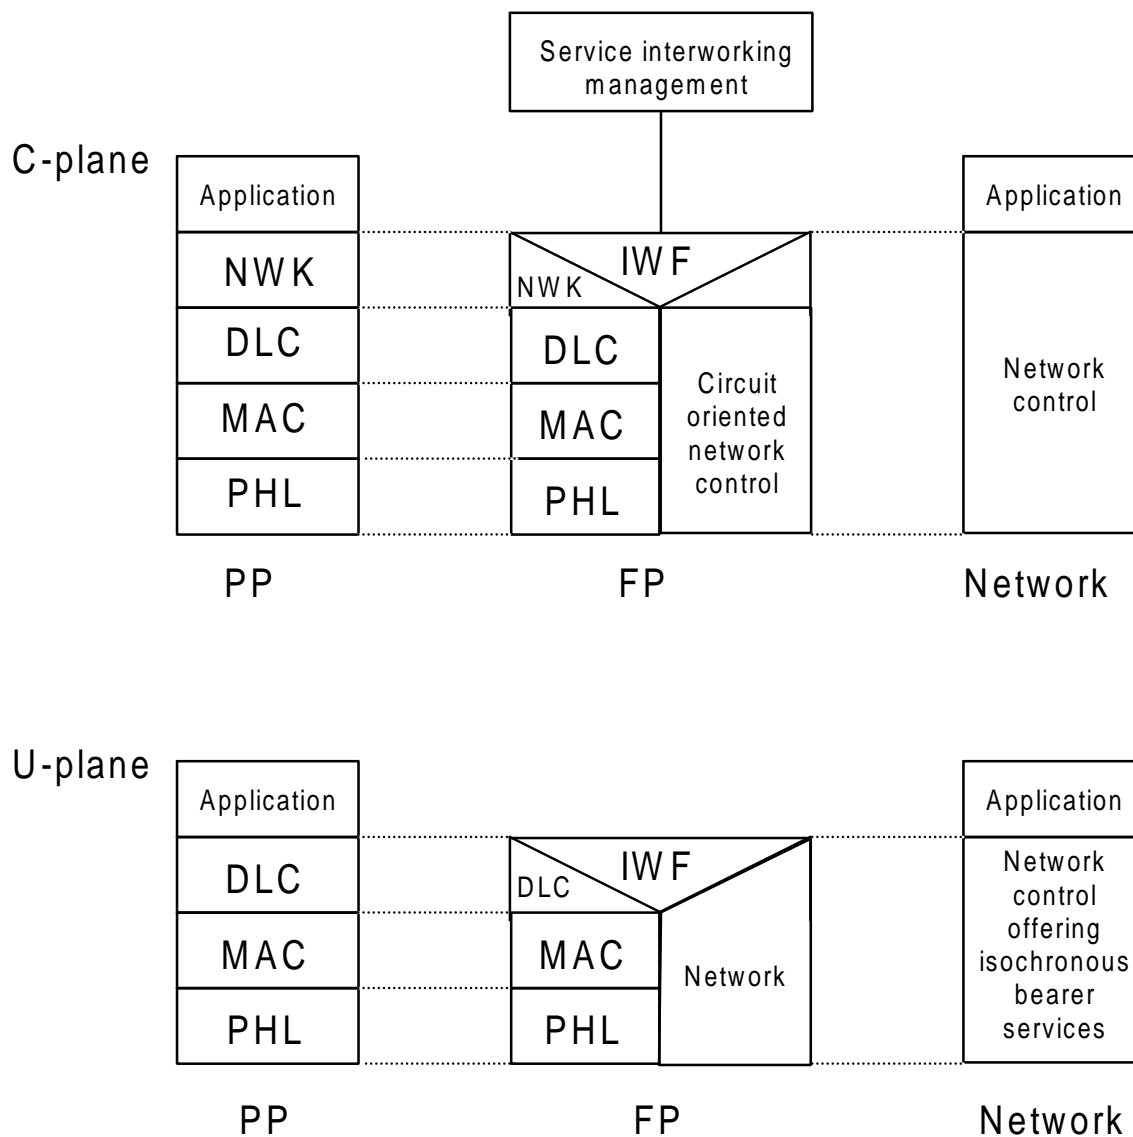 Service interworking
management
C-plane
Application
NWK
DLC
MAC
PHL
PP
IWF
NWK
DLC
MAC
PHL
Circuit
oriented
network
control
FP
Application
Network
control
Network
U-plane
Application
DLC
MAC
PHL
PP
IWF
DLC
MAC
PHL
Network
FP
Application
Network
control
offering
isochronous
bearer
services
Network